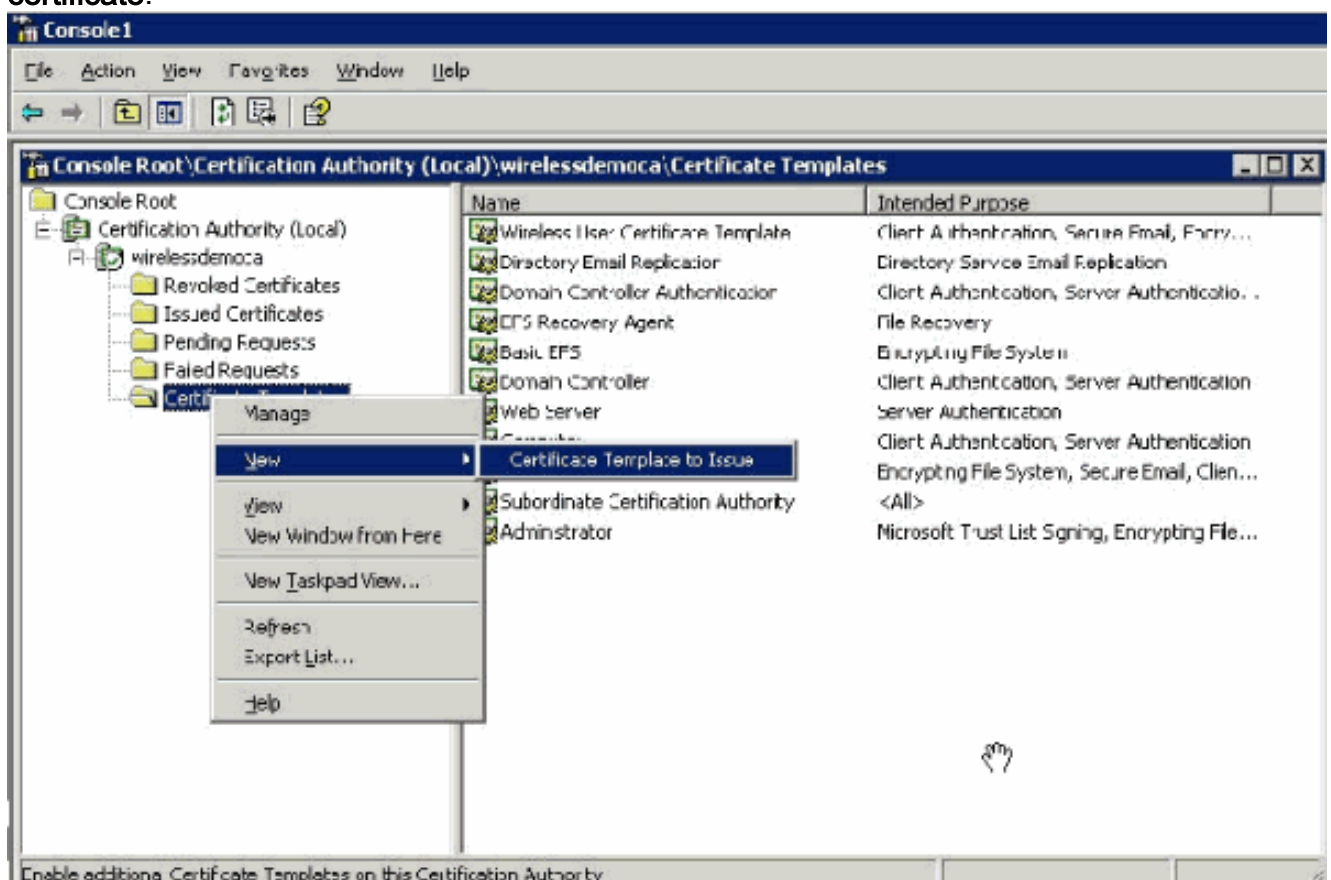 certificato.
Console1
File Action View Favorites Window Help
Console Root\Certification Authority (Local)\wirelessdemoca\Certificate Templates
Console Root
Certification Authority (Local)
wirelessdemoca
Revoked Certificates
Issued Certificates
Pending Requests
Failed Requests
Manage
New
Certificate Template to Issue
View
New Window from Here
New Taskpad View...
Refresh
Export List...
Help
Name Intended Purpose
Wireless User Certificate Template Client Authentication, Secure Email, Encry...
Directory Email Replication Directory Service Email Replication
Domain Controller Authentication Client Authentication, Server Authenticatio...
EFS Recovery Agent File Recovery
Basic EFS Encrypting File System
Domain Controller Client Authentication, Server Authentication
Web Server Server Authentication
Client Authentication, Server Authentication
Encrypting File System, Secure Email, Clien...
Subordinate Certification Authority <All>
Administrator Microsoft Trust List Signing, Encrypting File...
Enable additional Certificate Templates on this Certification Authority